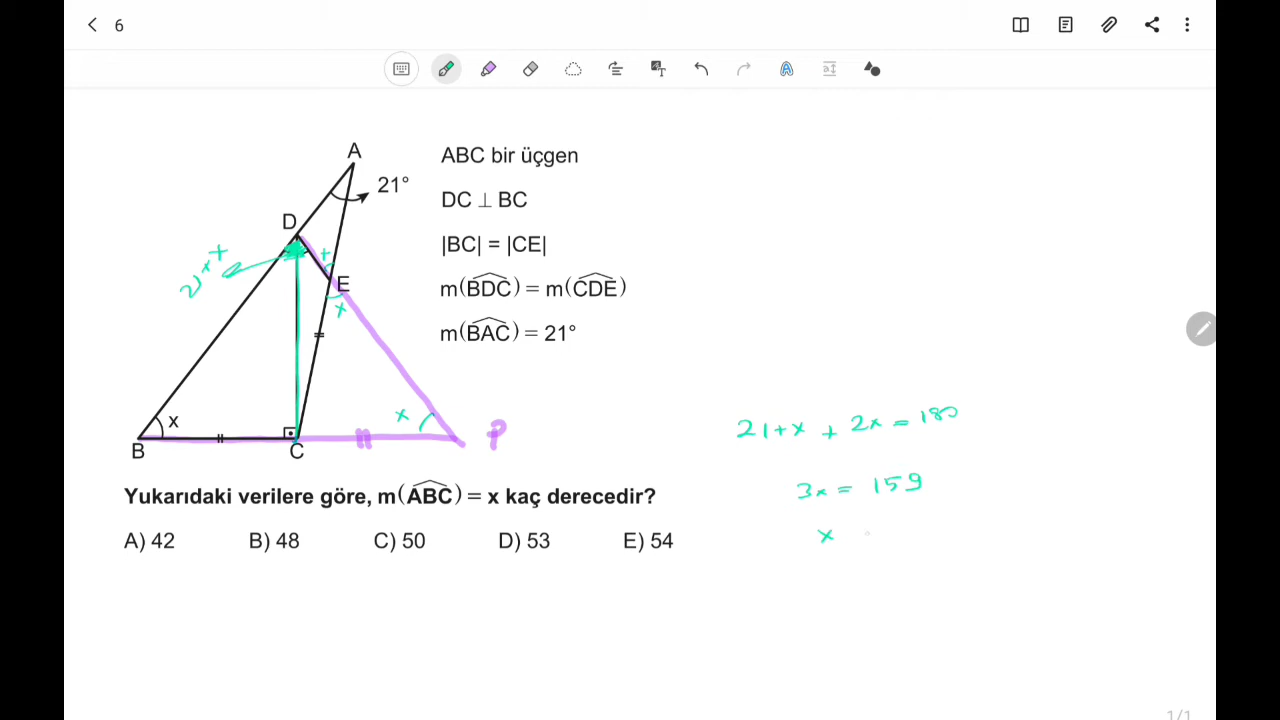 6
A
21°
ABC bir üçgen
D
DC ⊥ BC
|BC| = |CE|
21+x
x
E
x
m(BDC) = m(CDE)
m(BAC) = 21°
x
x
B
C
P
21+x + 2x = 180
3x = 159
x
Yukarıdaki verilere göre, m(ABC) = x kaç derecedir?
A) 42 B) 48 C) 50 D) 53 E) 54
1/1